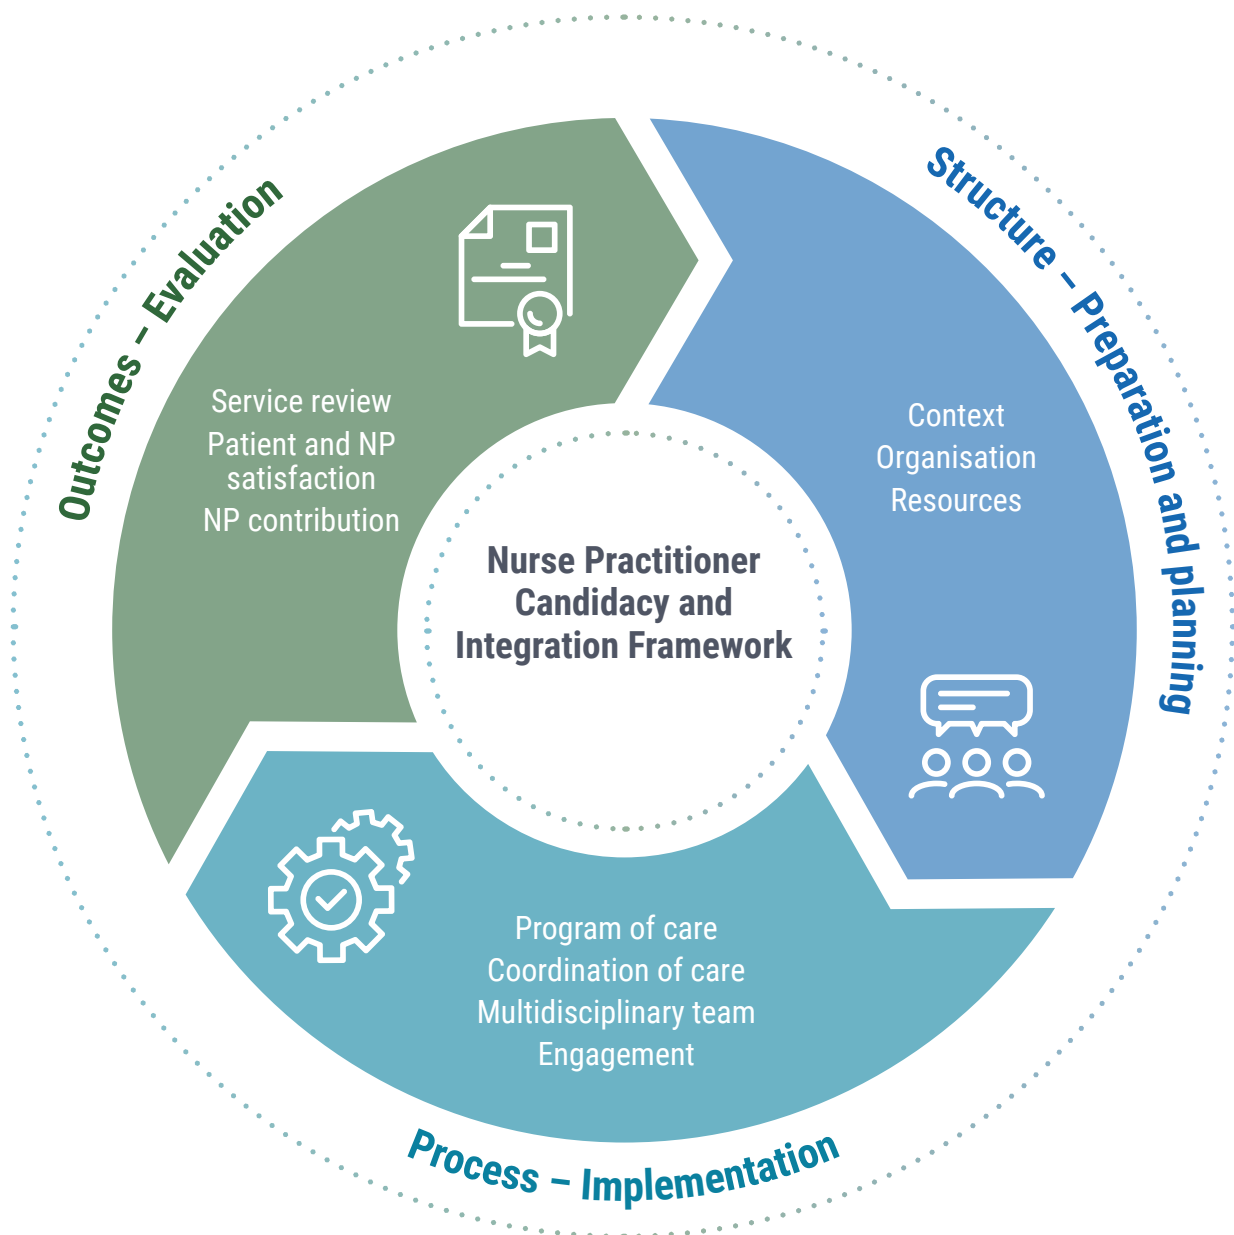 Nurse Practitioner
Candidacy and
Integration Framework
Structure – Preparation and planning
Context
Organisation
Resources
Process – Implementation
Program of care
Coordination of care
Multidisciplinary team
Engagement
Outcomes – Evaluation
Service review
Patient and NP
satisfaction
NP contribution